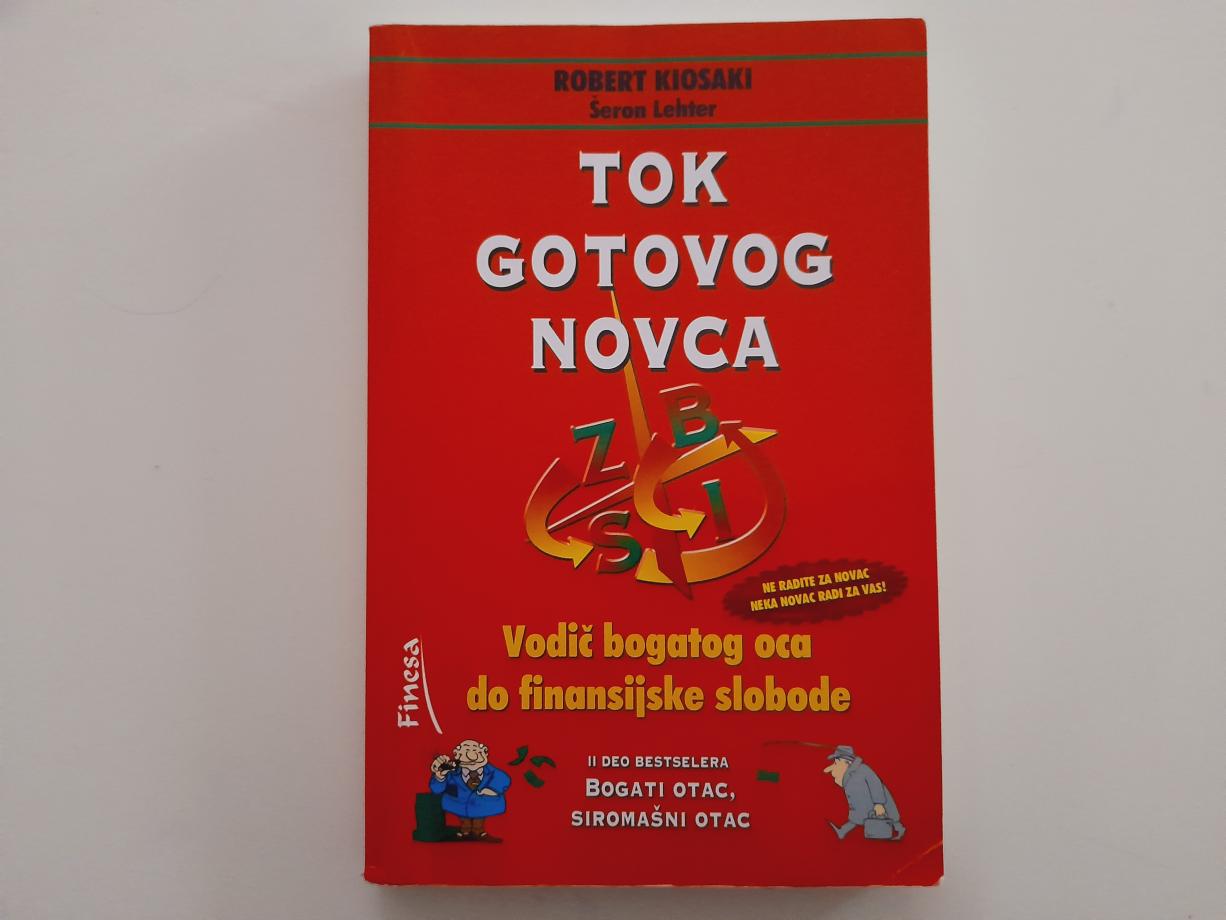 ROBERT KIOSAKI
Šeron Lehter
TOK
GOTOVOG
NOVCA
Z B
S I
NE RADITE ZA NOVAC
NEKA NOVAC RADI ZA VAS!
Vodič bogatog oca
do finansijske slobode
Finesa
II DEO BESTSELERA
BOGATI OTAC,
SIROMAŠNI OTAC